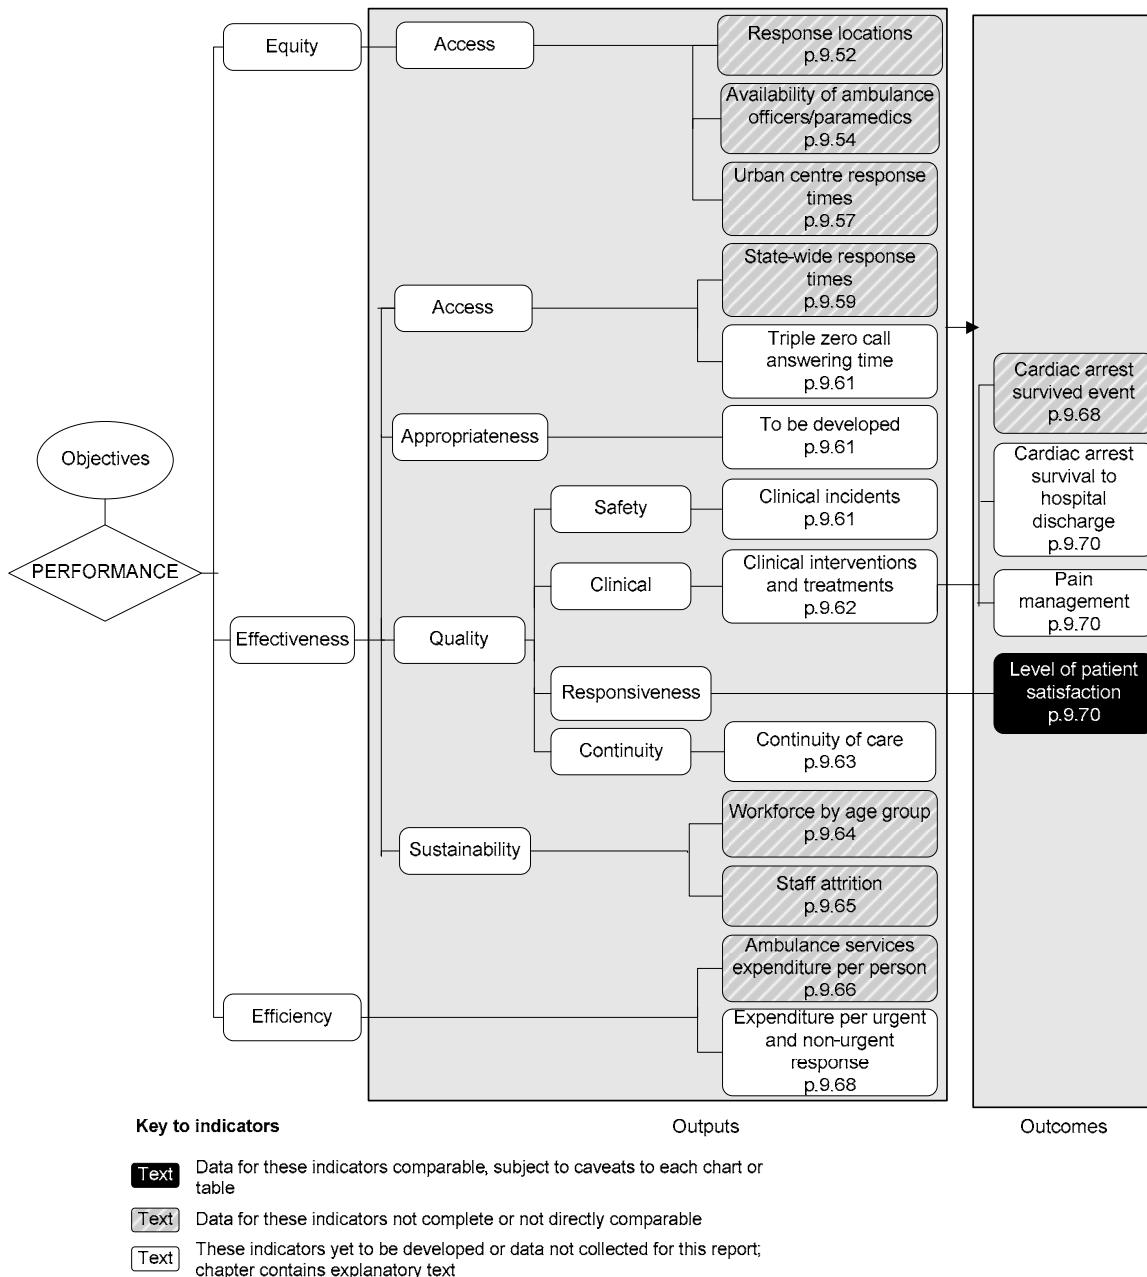 Equity
Access
Response locations
p.9.52
Availability of ambulance
officers/paramedics
p.9.54
Urban centre response
times
p.9.57
Access
State-wide response
times
p.9.59
Triple zero call
answering time
p.9.61
Objectives
PERFORMANCE
Effectiveness
Appropriateness
To be developed
p.9.61
Quality
Safety
Clinical incidents
p.9.61
Clinical
Clinical interventions
and treatments
p.9.62
Responsiveness
Continuity
Continuity of care
p.9.63
Cardiac arrest
survived event
p.9.68
Cardiac arrest
survival to
hospital
discharge
p.9.70
Pain
management
p.9.70
Level of patient
satisfaction
p.9.70
Sustainability
Workforce by age group
p.9.64
Staff attrition
p.9.65
Efficiency
Ambulance services
expenditure per person
p.9.66
Expenditure per urgent
and non-urgent
response
p.9.68
Outputs
Outcomes
Key to indicators
Text
Data for these indicators comparable, subject to caveats to each chart or
table
Text
Data for these indicators not complete or not directly comparable
Text
These indicators yet to be developed or data not collected for this report;
chapter contains explanatory text